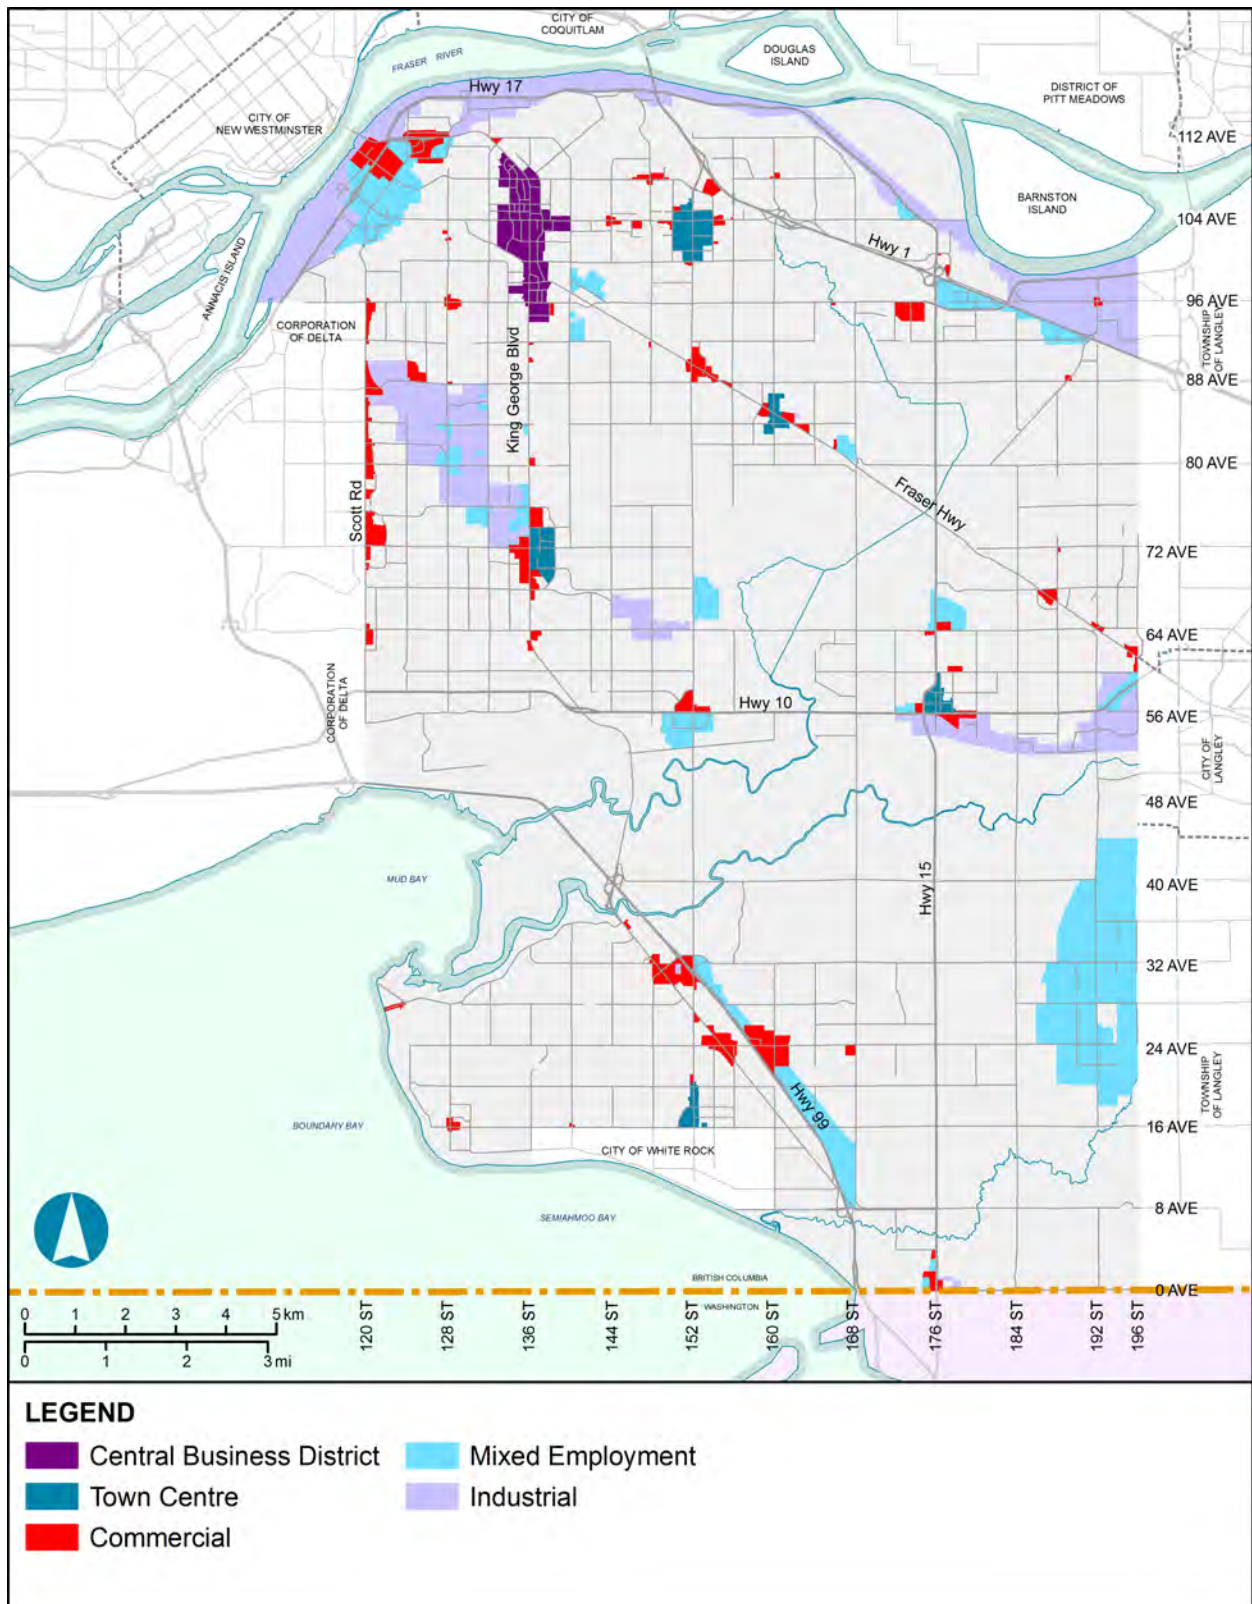 CITY OF
COQUITLAM
FRASER RIVER
DOUGLAS
ISLAND
Hwy 17
DISTRICT OF
PITT MEADOWS
CITY OF
NEW WESTMINSTER
112 AVE
BARNSTON
ISLAND
104 AVE
Hwy 1
ANNACIS ISLAND
96 AVE
CORPORATION
OF DELTA
TOWNSHIP
OF LANGLEY
King George Blvd
88 AVE
80 AVE
Scott Rd
Fraser Hwy
72 AVE
64 AVE
CORPORATION
OF DELTA
Hwy 10
56 AVE
CITY OF
LANGLEY
48 AVE
MUD BAY
Hwy 15
40 AVE
32 AVE
24 AVE
TOWNSHIP
OF LANGLEY
Hwy 99
BOUNDARY BAY
16 AVE
CITY OF WHITE ROCK
8 AVE
SEMIAHMOO BAY
BRITISH COLUMBIA
0 AVE
WASHINGTON
0 1 2 3 4 5 km
0 1 2 3 mi
120 ST
128 ST
136 ST
144 ST
152 ST
160 ST
168 ST
176 ST
184 ST
192 ST
196 ST
LEGEND
Central Business District
Mixed Employment
Town Centre
Industrial
Commercial